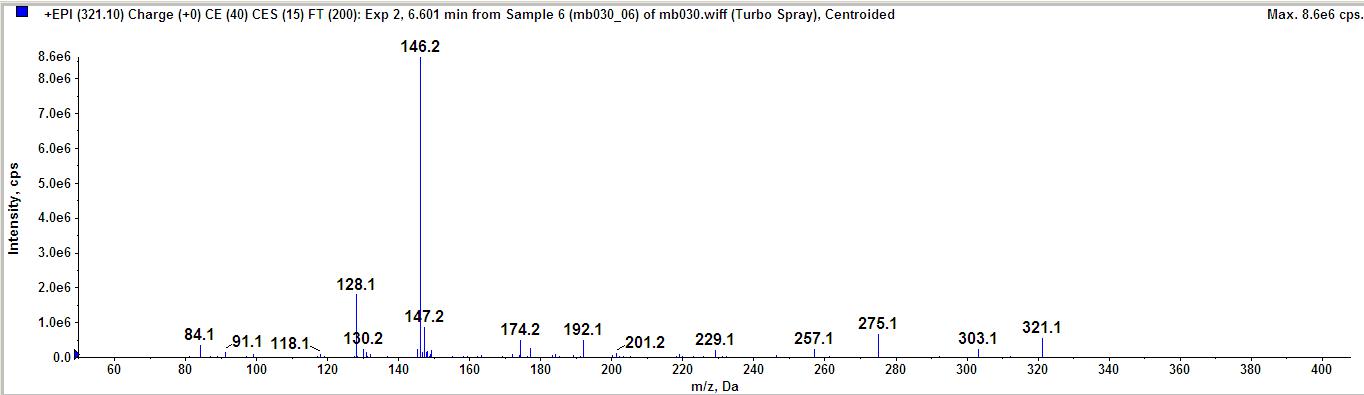 +EPI (321.10) Charge (+0) CE (40) CES (15) FT (200): Exp 2, 6.601 min from Sample 6 (mb030_06) of mb030.wiff (Turbo Spray), Centroided
Max. 8.6e6 cps.
146.2
8.6e6
8.0e6
7.0e6
6.0e6
5.0e6
4.0e6
3.0e6
2.0e6
1.0e6
0.0
Intensity, cps
128.1
147.2
84.1
91.1
118.1
130.2
174.2
192.1
201.2
229.1
257.1
275.1
303.1
321.1
60 80 100 120 140 160 180 200 220 240 260 280 300 320 340 360 380 400
m/z, Da